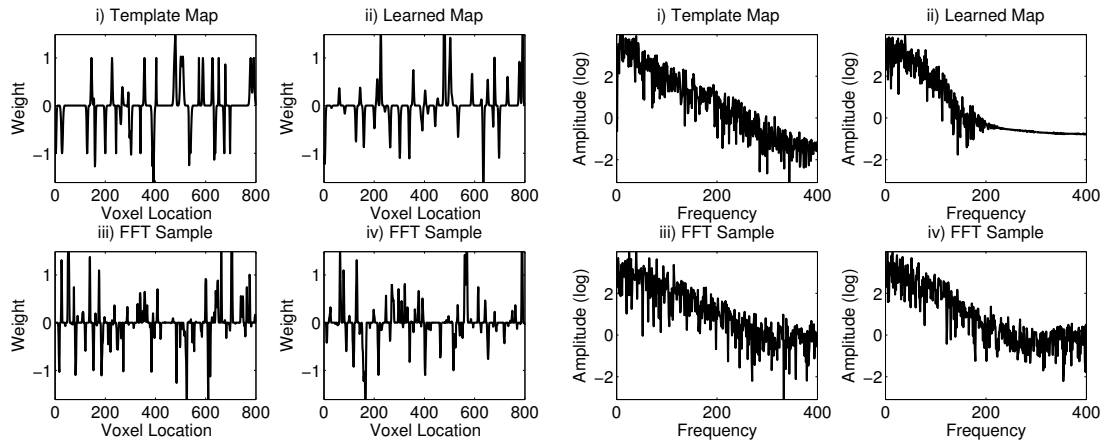 i) Template Map
ii) Learned Map
i) Template Map
ii) Learned Map
1
0
−1
Weight
0 200 400 600 800
Voxel Location
1
0
−1
Weight
0 200 400 600 800
Voxel Location
2
0
−2
Amplitude (log)
0 200 400
Frequency
2
0
−2
Amplitude (log)
0 200 400
Frequency
iii) FFT Sample
iv) FFT Sample
iii) FFT Sample
iv) FFT Sample
1
0
−1
Weight
0 200 400 600 800
Voxel Location
1
0
−1
Weight
0 200 400 600 800
Voxel Location
2
0
−2
Amplitude (log)
0 200 400
Frequency
2
0
−2
Amplitude (log)
0 200 400
Frequency